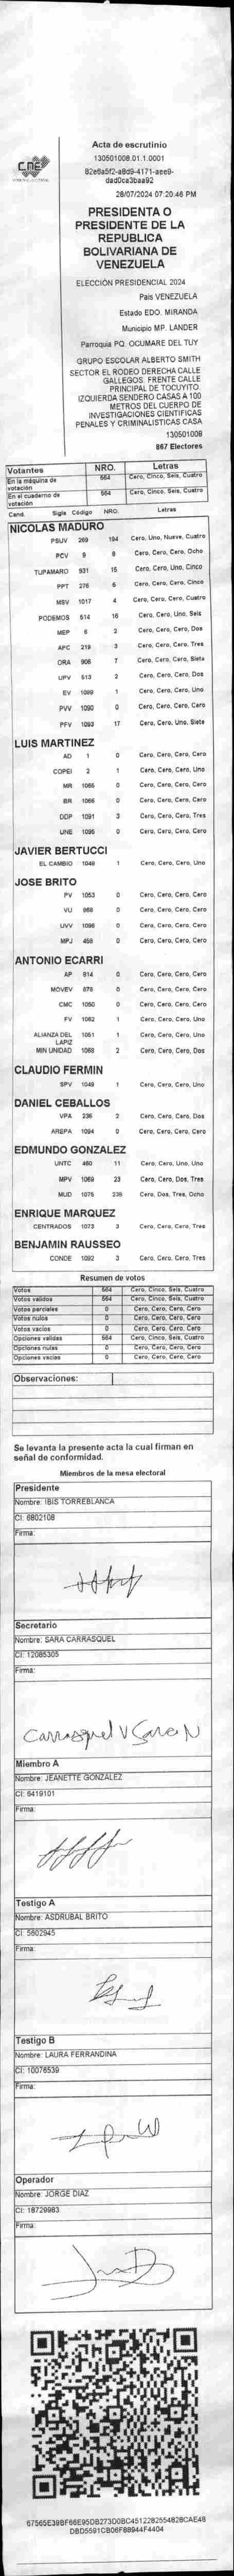 CNE
Acta de escrutinio
130501008.01.1.0001
82e6a5f2-a8d9-4171-aee9-
dad0ca3baa92
28/07/2024 07:20:46 PM
PRESIDENTA O
PRESIDENTE DE LA
REPUBLICA
BOLIVARIANA DE
VENEZUELA
ELECCIÓN PRESIDENCIAL 2024
Pais VENEZUELA
Estado EDO. MIRANDA
Municipio MP. LANDER
Parroquia PQ. OCUMARE DEL TUY
GRUPO ESCOLAR ALBERTO SMITH
SECTOR EL RODEO DERECHA CALLE
GALLEGOS. FRENTE CALLE
PRINCIPAL DE TOCUYITO.
IZQUIERDA SENDERO CASAS A 100
METROS DEL CUERPO DE
INVESTIGACIONES CIENTIFICAS
PENALES Y CRIMINALISTICAS CASA
130501008
867 Electores
Votantes NRO. Letras
En la máquina de votación 564 Cero, Cinco, Seis, Cuatro
En el cuaderno de votación 564 Cero, Cinco, Seis, Cuatro
Cand. Sigla Código NRO. Letras
NICOLAS MADURO
PSUV 269 194 Cero, Uno, Nueve, Cuatro
PCV 9 8 Cero, Cero, Cero, Ocho
TUPAMARO 931 15 Cero, Cero, Uno, Cinco
PPT 276 5 Cero, Cero, Cero, Cinco
MSV 1017 4 Cero, Cero, Cero, Cuatro
PODEMOS 514 16 Cero, Cero, Uno, Seis
MEP 6 2 Cero, Cero, Cero, Dos
APC 219 3 Cero, Cero, Cero, Tres
ORA 906 7 Cero, Cero, Cero, Siete
UPV 513 2 Cero, Cero, Cero, Dos
EV 1099 1 Cero, Cero, Cero, Uno
PVV 1090 0 Cero, Cero, Cero, Cero
PFV 1093 17 Cero, Cero, Uno, Siete
LUIS MARTINEZ
AD 1 0 Cero, Cero, Cero, Cero
COPEI 2 1 Cero, Cero, Cero, Uno
MR 1065 0 Cero, Cero, Cero, Cero
BR 1066 0 Cero, Cero, Cero, Cero
DDP 1091 3 Cero, Cero, Cero, Tres
UNE 1095 0 Cero, Cero, Cero, Cero
JAVIER BERTUCCI
EL CAMBIO 1048 1 Cero, Cero, Cero, Uno
JOSE BRITO
PV 1053 0 Cero, Cero, Cero, Cero
VU 968 0 Cero, Cero, Cero, Cero
UVV 1096 0 Cero, Cero, Cero, Cero
MPJ 459 0 Cero, Cero, Cero, Cero
ANTONIO ECARRI
AP 914 0 Cero, Cero, Cero, Cero
MOVEV 878 0 Cero, Cero, Cero, Cero
CMC 1050 0 Cero, Cero, Cero, Cero
FV 1062 1 Cero, Cero, Cero, Uno
ALIANZA DEL LAPIZ 1051 1 Cero, Cero, Cero, Uno
MIN UNIDAD 1068 2 Cero, Cero, Cero, Dos
CLAUDIO FERMIN
SPV 1049 1 Cero, Cero, Cero, Uno
DANIEL CEBALLOS
VPA 236 2 Cero, Cero, Cero, Dos
AREPA 1094 0 Cero, Cero, Cero, Cero
EDMUNDO GONZALEZ
UNTC 460 11 Cero, Cero, Uno, Uno
MPV 1069 23 Cero, Cero, Dos, Tres
MUD 1075 238 Cero, Dos, Tres, Ocho
ENRIQUE MARQUEZ
CENTRADOS 1073 3 Cero, Cero, Cero, Tres
BENJAMIN RAUSSEO
CONDE 1092 3 Cero, Cero, Cero, Tres
Resumen de votos
Votos 564 Cero, Cinco, Seis, Cuatro
Votos validos 564 Cero, Cinco, Seis, Cuatro
Votos parciales 0 Cero, Cero, Cero, Cero
Votos nulos 0 Cero, Cero, Cero, Cero
Votos vacios 0 Cero, Cero, Cero, Cero
Opciones validas 564 Cero, Cinco, Seis, Cuatro
Opciones nulas 0 Cero, Cero, Cero, Cero
Opciones vacias 0 Cero, Cero, Cero, Cero
Observaciones:
Se levanta la presente acta la cual firman en
señal de conformidad.
Miembros de la mesa electoral
Presidente
Nombre: IBIS TORREBLANCA
CI: 6802108
Firma:
Secretario
Nombre: SARA CARRASQUEL
CI: 12085305
Firma:
Carrasquel V Sara N
Miembro A
Nombre: JEANETTE GONZALEZ
CI: 6419101
Firma:
Testigo A
Nombre: ASDRUBAL BRITO
CI: 5602945
Firma:
Testigo B
Nombre: LAURA FERRANDINA
CI: 10076539
Firma:
Operador
Nombre: JORGE DIAZ
CI: 18729983
Firma:
67565E39BF66E95DB273D0BC4512282554828CAE48
DBD5591CB06F88944F4404